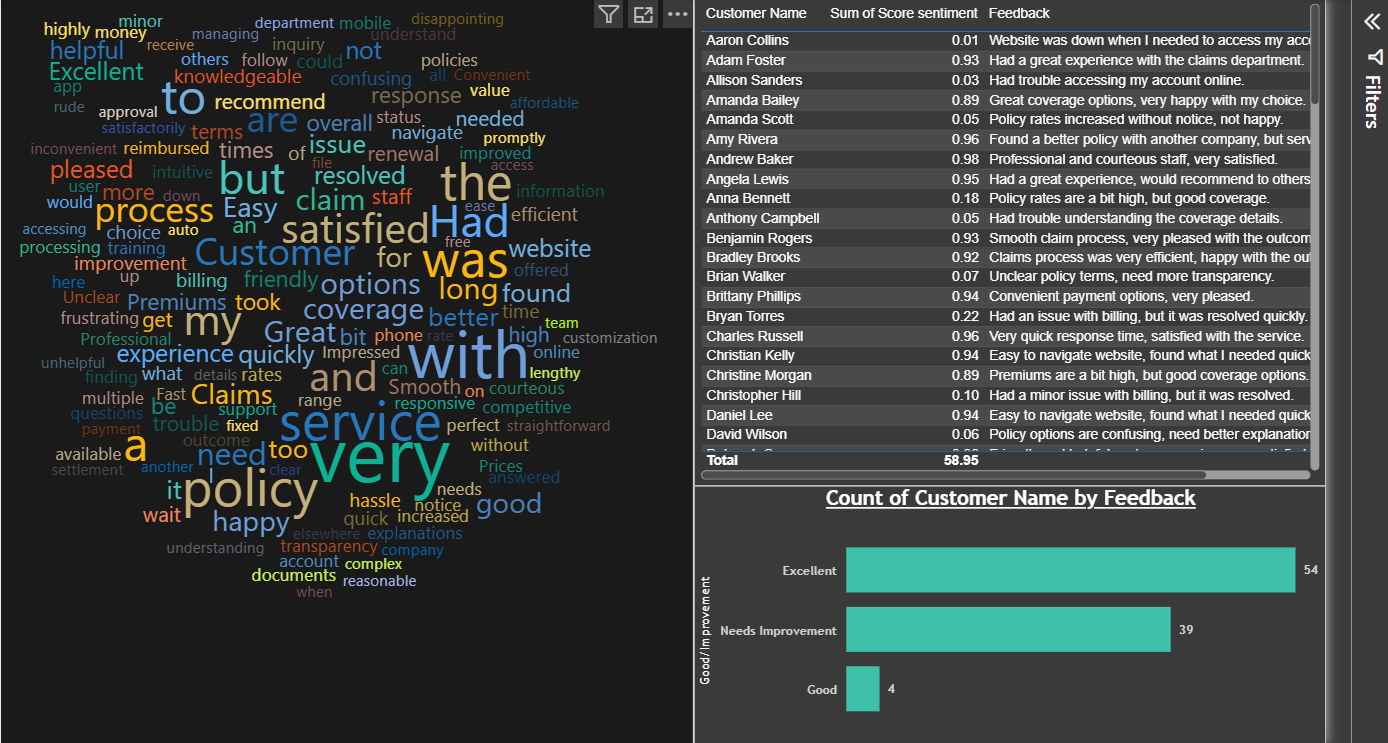 minor department mobile disappointing
highly money managing understand
receive inquiry
helpful others follow could not policies
Excellent knowledgeable confusing all Convenient
app response value
rude approval to recommend affordable
satisfactorily terms are overall status needed
navigate promptly
inconvenient reimbursed times of issue renewal improved
file access
pleased intuitive but resolved the information
user more down claim staff
would process Easy ease efficient
accessing choice auto an satisfied Had
processing training Customer free website
improvement for was
here up billing friendly options offered
Unclear Premiums took long found
frustrating get my coverage better time
Professional Great bit phone rate high team customization
unhelpful experience quickly Impressed with online
finding what details rates can lengthy
multiple Fast Claims and Smooth on courteous
questions be support range responsive competitive
payment trouble fixed service perfect straightforward
available a outcome without
settlement another need too very Prices
clear answered
it I policy needs
wait hassle notice good
happy quick increased
elsewhere explanations
understanding transparency company
account complex
documents reasonable
when
Customer Name Sum of Score sentiment Feedback
Aaron Collins 0.01 Website was down when I needed to access my acc
Adam Foster 0.93 Had a great experience with the claims department.
Allison Sanders 0.03 Had trouble accessing my account online.
Amanda Bailey 0.89 Great coverage options, very happy with my choice.
Amanda Scott 0.05 Policy rates increased without notice, not happy.
Amy Rivera 0.96 Found a better policy with another company, but serv
Andrew Baker 0.98 Professional and courteous staff, very satisfied.
Angela Lewis 0.95 Had a great experience, would recommend to others
Anna Bennett 0.18 Policy rates are a bit high, but good coverage.
Anthony Campbell 0.05 Had trouble understanding the coverage details.
Benjamin Rogers 0.93 Smooth claim process, very pleased with the outcom
Bradley Brooks 0.92 Claims process was very efficient, happy with the out
Brian Walker 0.07 Unclear policy terms, need more transparency.
Brittany Phillips 0.94 Convenient payment options, very pleased.
Bryan Torres 0.22 Had an issue with billing, but it was resolved quickly.
Charles Russell 0.96 Very quick response time, satisfied with the service.
Christian Kelly 0.94 Easy to navigate website, found what I needed quick
Christine Morgan 0.89 Premiums are a bit high, but good coverage options.
Christopher Hill 0.10 Had a minor issue with billing, but it was resolved.
Daniel Lee 0.94 Easy to navigate website, found what I needed quick
David Wilson 0.06 Policy options are confusing, need better explanation
Total 58.95
Count of Customer Name by Feedback
Good / Improvement
Excellent 54
Needs Improvement 39
Good 4
Filters